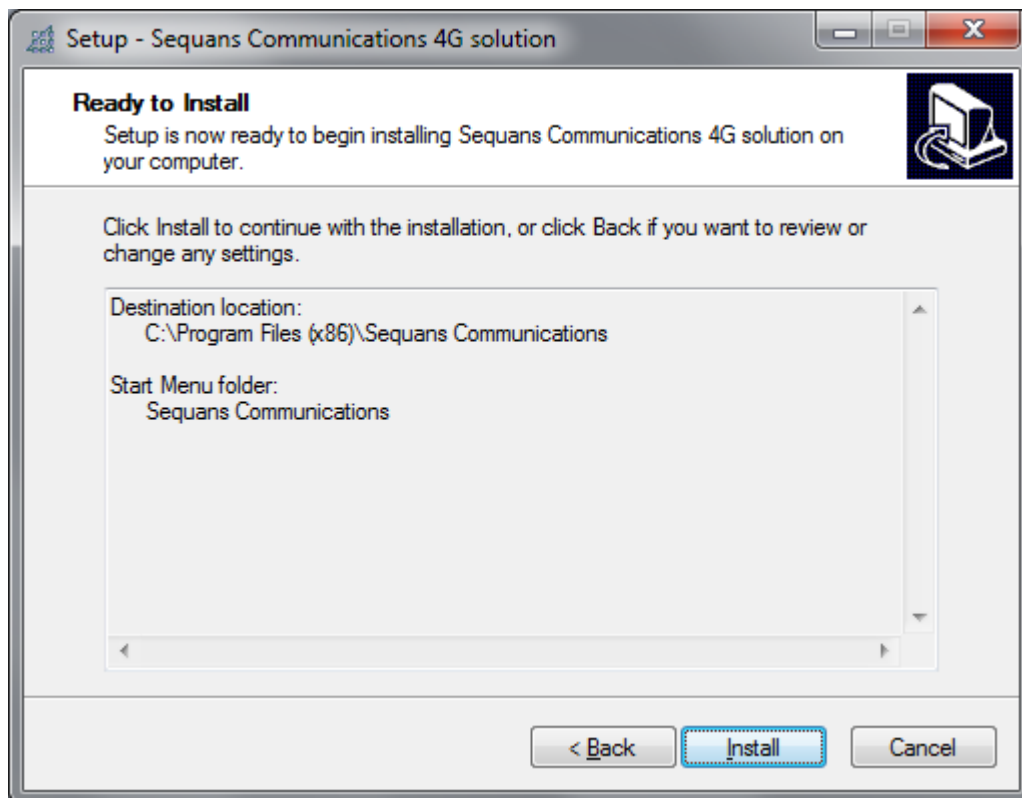 Setup - Sequans Communications 4G solution
Ready to Install
Setup is now ready to begin installing Sequans Communications 4G solution on
your computer.
Click Install to continue with the installation, or click Back if you want to review or
change any settings.
Destination location:
C:\Program Files (x86)\Sequans Communications
Start Menu folder:
Sequans Communications
< Back
Install
Cancel